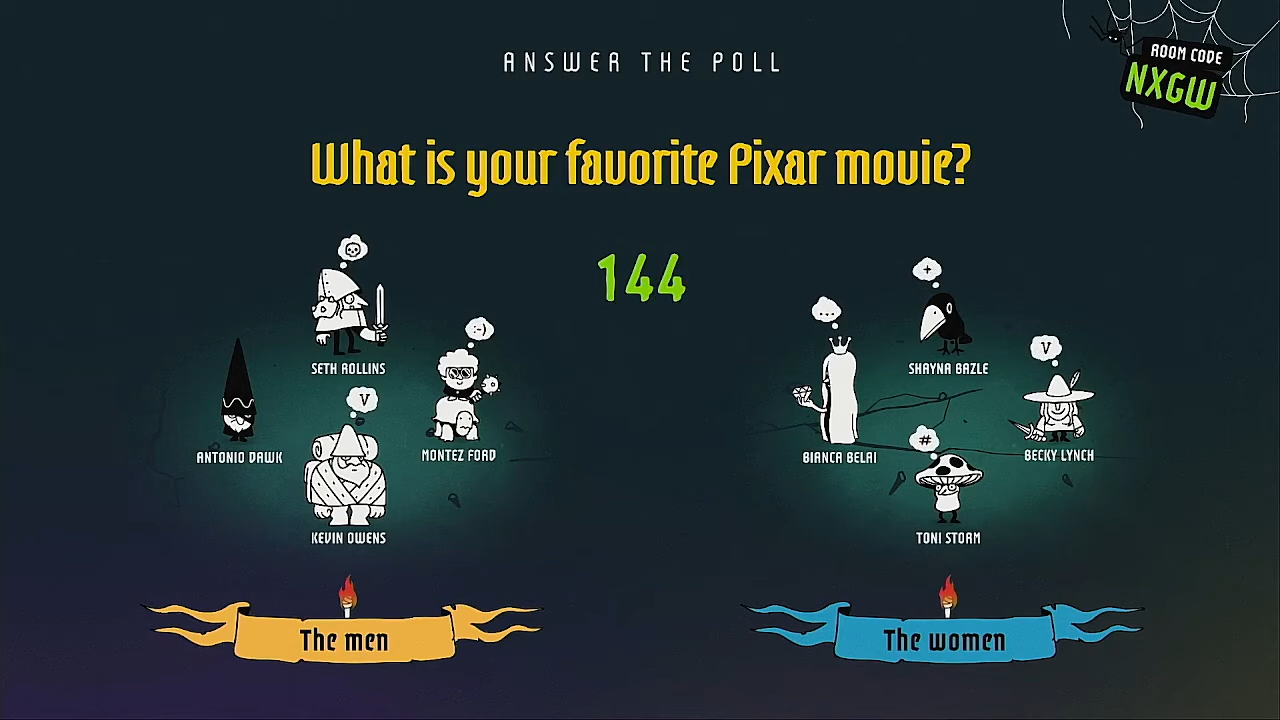 ANSWER THE POLL
ROOM CODE
NXGW
What is your favorite Pixar movie?
144
SETH ROLLINS
ANTONIO DAWK
MONTEZ FORD
V
KEVIN OWENS
+
SHAYNA BAZLE
...
V
BIANCA BELAI
BECKY LYNCH
#
TONI STORM
The men
The women